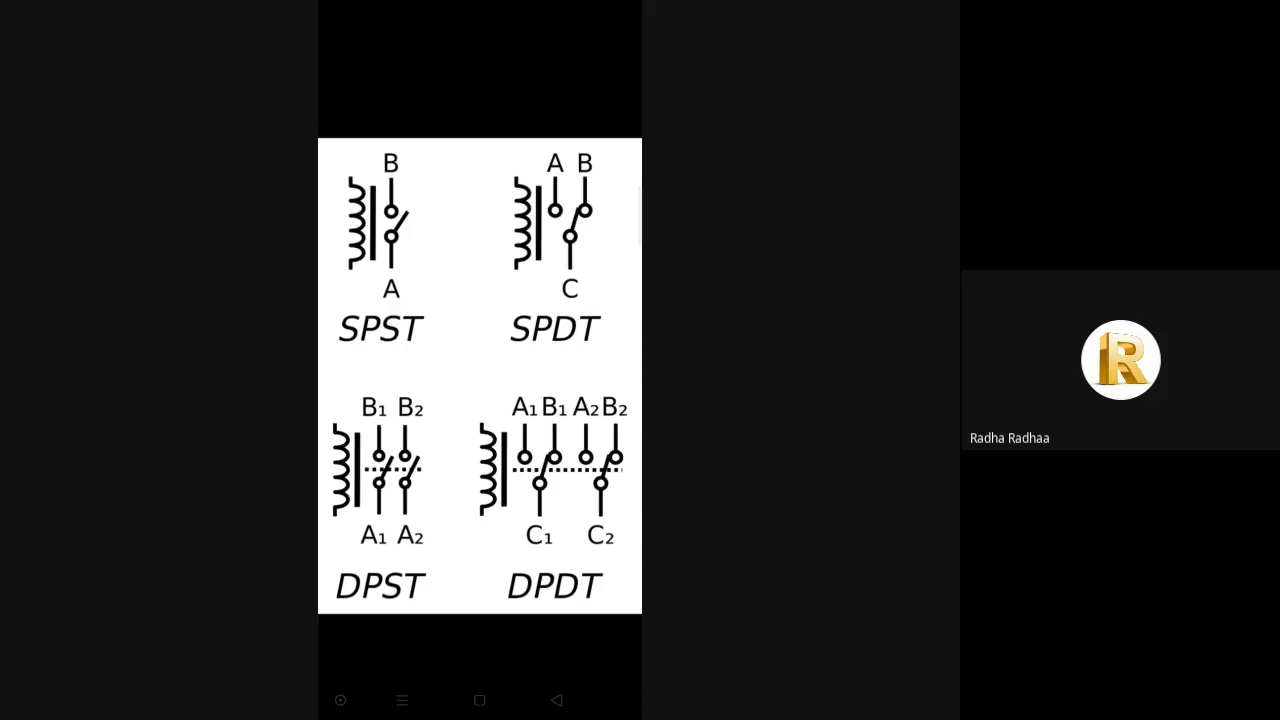 B
A
SPST
A B
C
SPDT
B₁ B₂
A₁ A₂
DPST
A₁ B₁ A₂ B₂
C₁ C₂
DPDT
R
Radha Radhaa